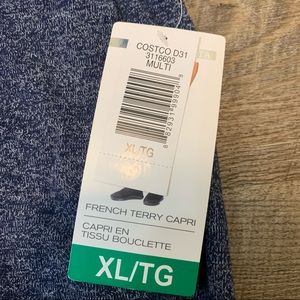 COSTCO D31
3116603
MULTI
XL/TG
FRENCH TERRY CAPRI
CAPRI EN
TISSU BOUCLETTE
XL/TG